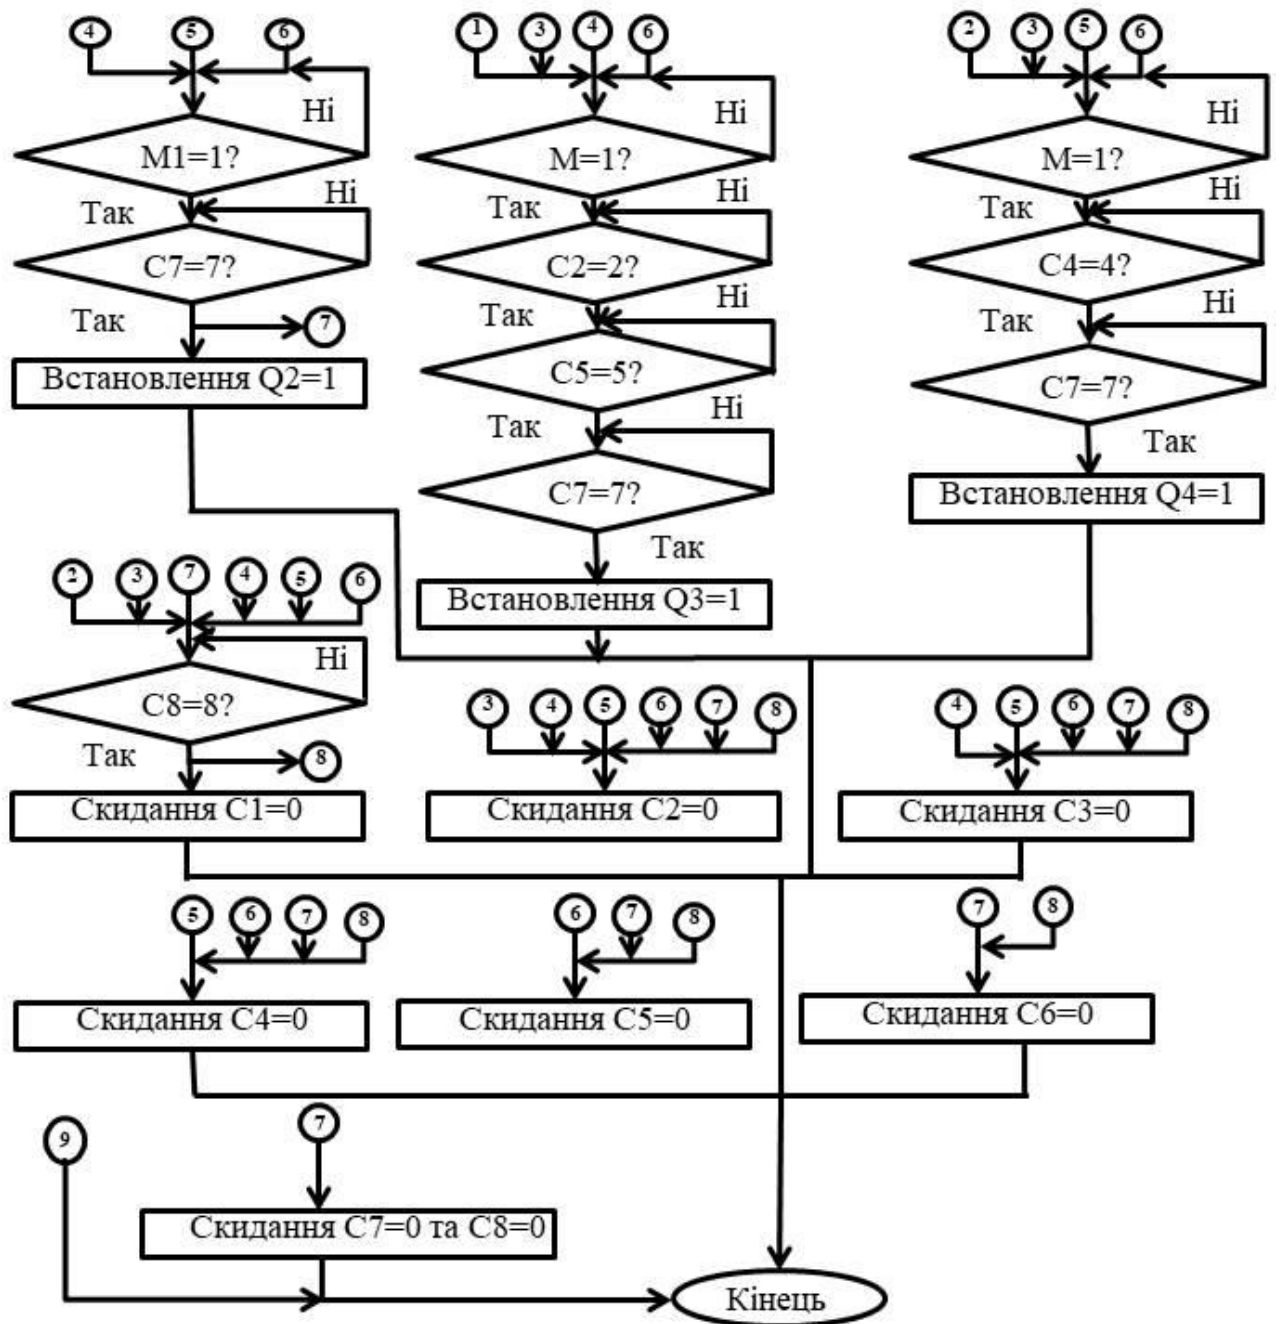 4 5 6
Ні
M1=1?
Ні
Так
C7=7?
Так
7
Встановлення Q2=1
1 3 4 6
Ні
M=1?
Ні
Так
C2=2?
Ні
Так
C5=5?
Ні
Так
C7=7?
Так
Встановлення Q3=1
2 3 5 6
Ні
M=1?
Ні
Так
C4=4?
Ні
Так
C7=7?
Так
Встановлення Q4=1
2 3 7 4 5 6
Ні
C8=8?
Так
8
Скидання C1=0
3 4 5 6 7 8
Скидання C2=0
4 5 6 7 8
Скидання C3=0
5 6 7 8
Скидання C4=0
6 7 8
Скидання C5=0
7 8
Скидання C6=0
9
7
Скидання C7=0 та C8=0
Кінець